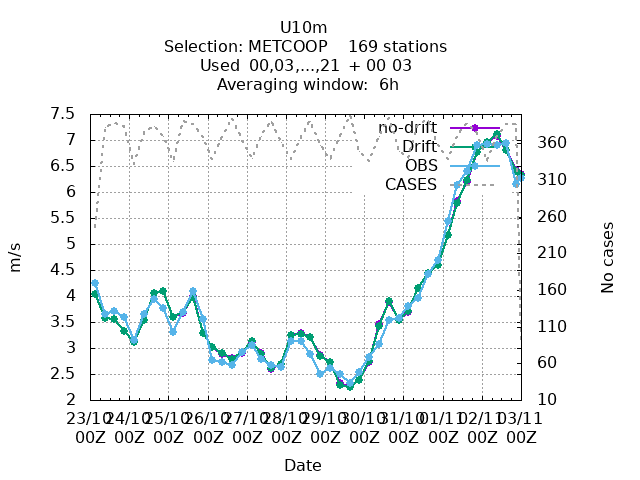 U10m
Selection: METCOOP    169 stations
Used  00,03,...,21  + 00 03
Averaging window:  6h
no-drift
Drift
OBS
CASES
7.5
7
6.5
6
5.5
5
4.5
4
3.5
3
2.5
2
360
310
260
210
160
110
60
10
m/s
No cases
23/10 24/10 25/10 26/10 27/10 28/10 29/10 30/10 31/10 01/11 02/11 03/11
00Z 00Z 00Z 00Z 00Z 00Z 00Z 00Z 00Z 00Z 00Z 00Z
Date